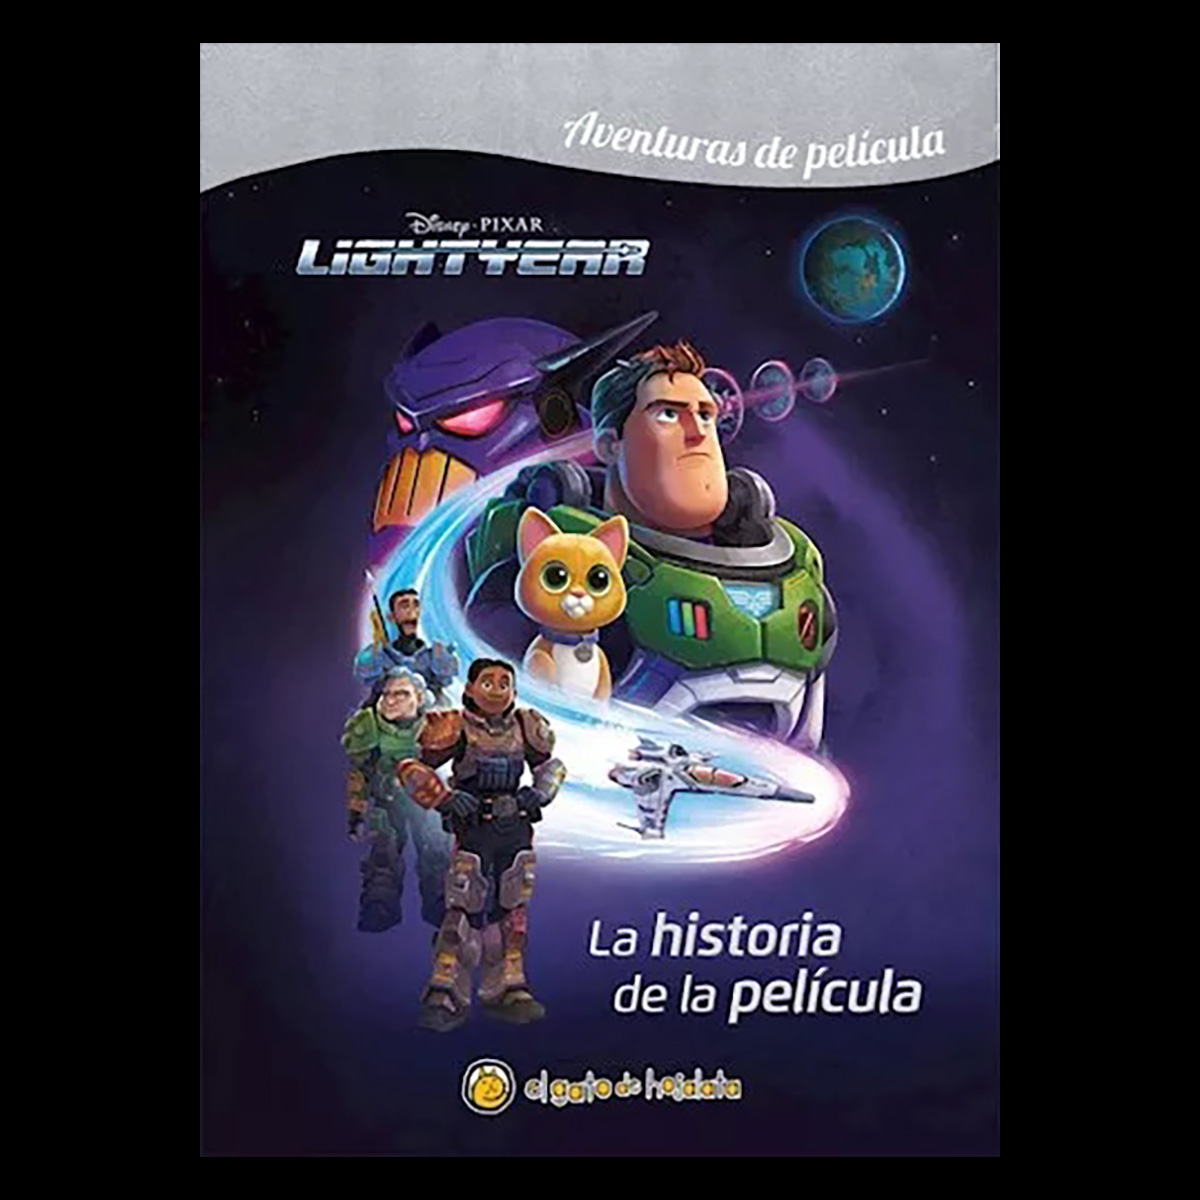 Aventuras de película
Disney · PIXAR
LiGHTYEAR
La historia
de la película
el gato de hojalata